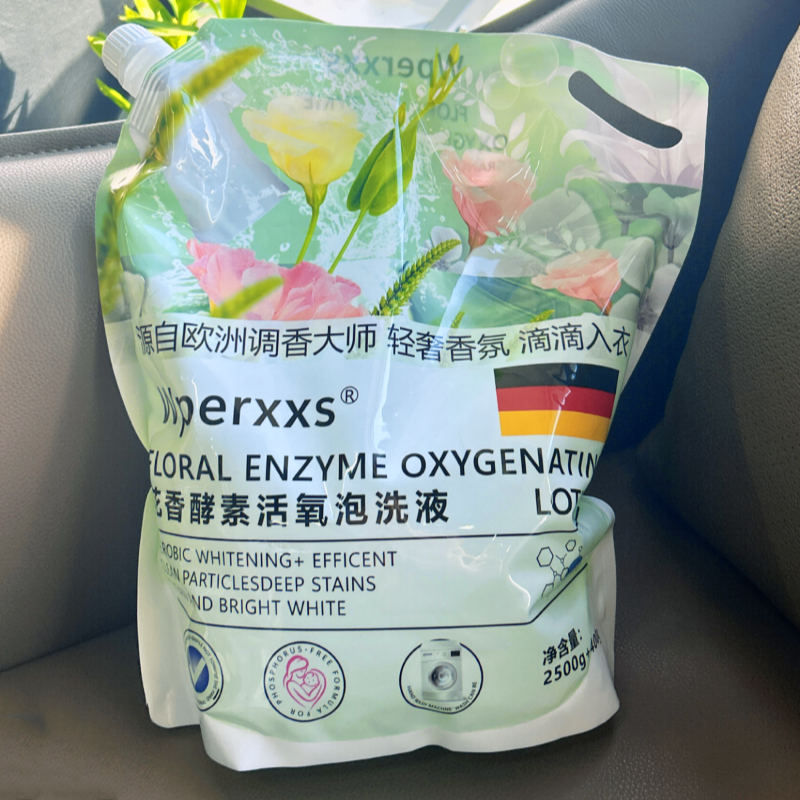 源自欧洲调香大师 轻奢香氛 滴滴入衣
Wperxxs®
FLORAL ENZYME OXYGENATIN
LOT
花香酵素活氧泡洗液
ROBIC WHITENING+ EFFICENT
PARTICLESDEEP STAINS
BRIGHT WHITE
PHOSPHORUS-FREE FORMULA FOR
净含量:
2500g